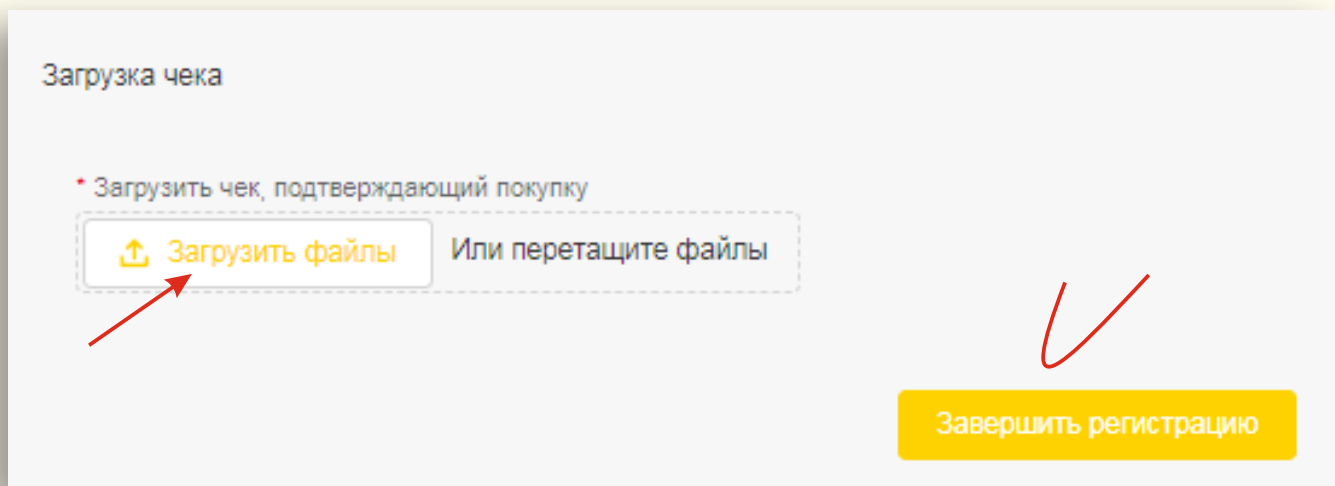 Загрузка чека
* Загрузить чек, подтверждающий покупку
Загрузить файлы Или перетащите файлы
Завершить регистрацию